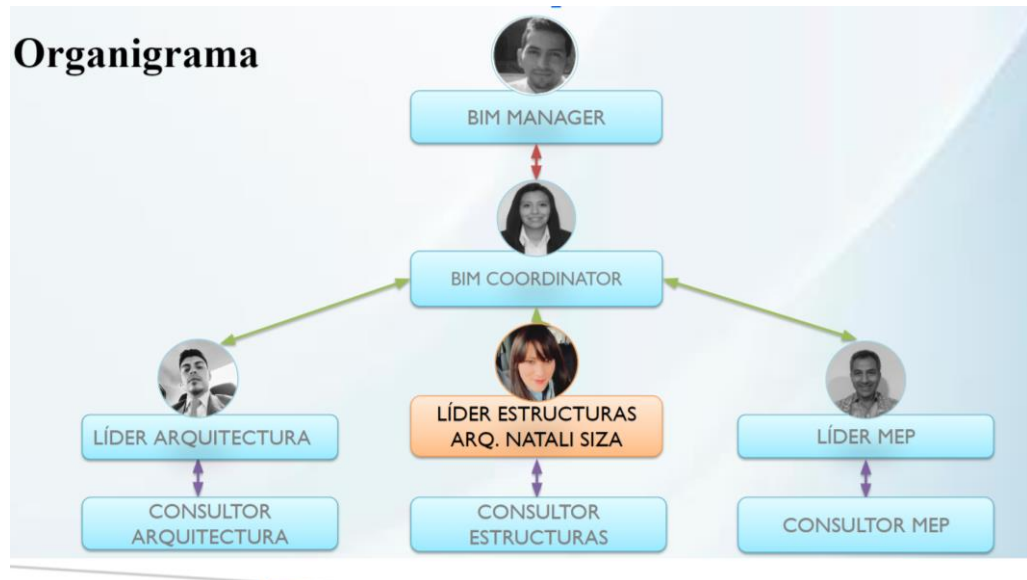 Organigrama
BIM MANAGER
BIM COORDINATOR
LÍDER ARQUITECTURA
LÍDER ESTRUCTURAS
ARQ. NATALI SIZA
LÍDER MEP
CONSULTOR
ARQUITECTURA
CONSULTOR
ESTRUCTURAS
CONSULTOR MEP